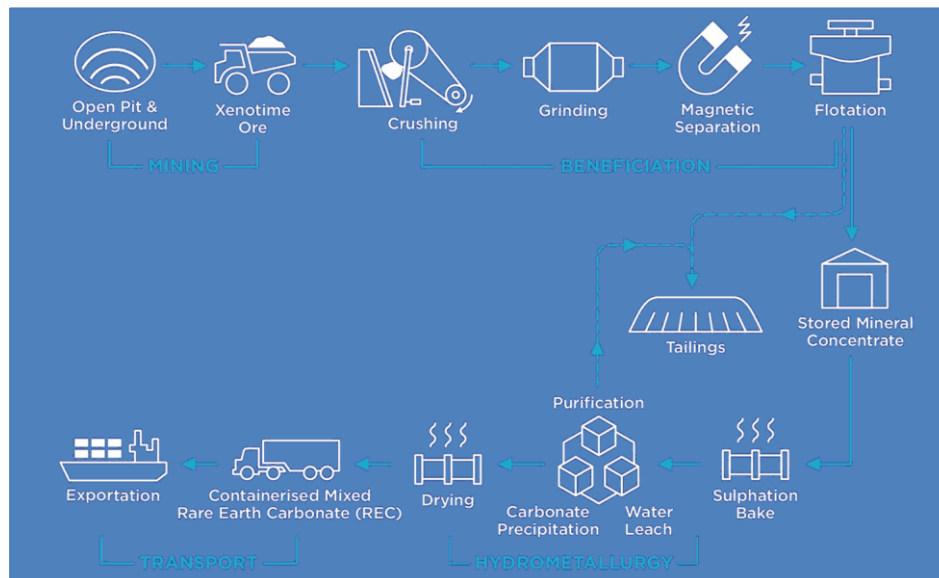 Open Pit &
Underground
Xenotime
Ore
Crushing
Grinding
Magnetic
Separation
Flotation
MINING
BENEFICIATION
Stored Mineral
Concentrate
Tailings
Purification
Exportation
Containerised Mixed
Rare Earth Carbonate (REC)
Drying
Carbonate
Precipitation
Water
Leach
Sulphation
Bake
TRANSPORT
HYDROMETALLURGY